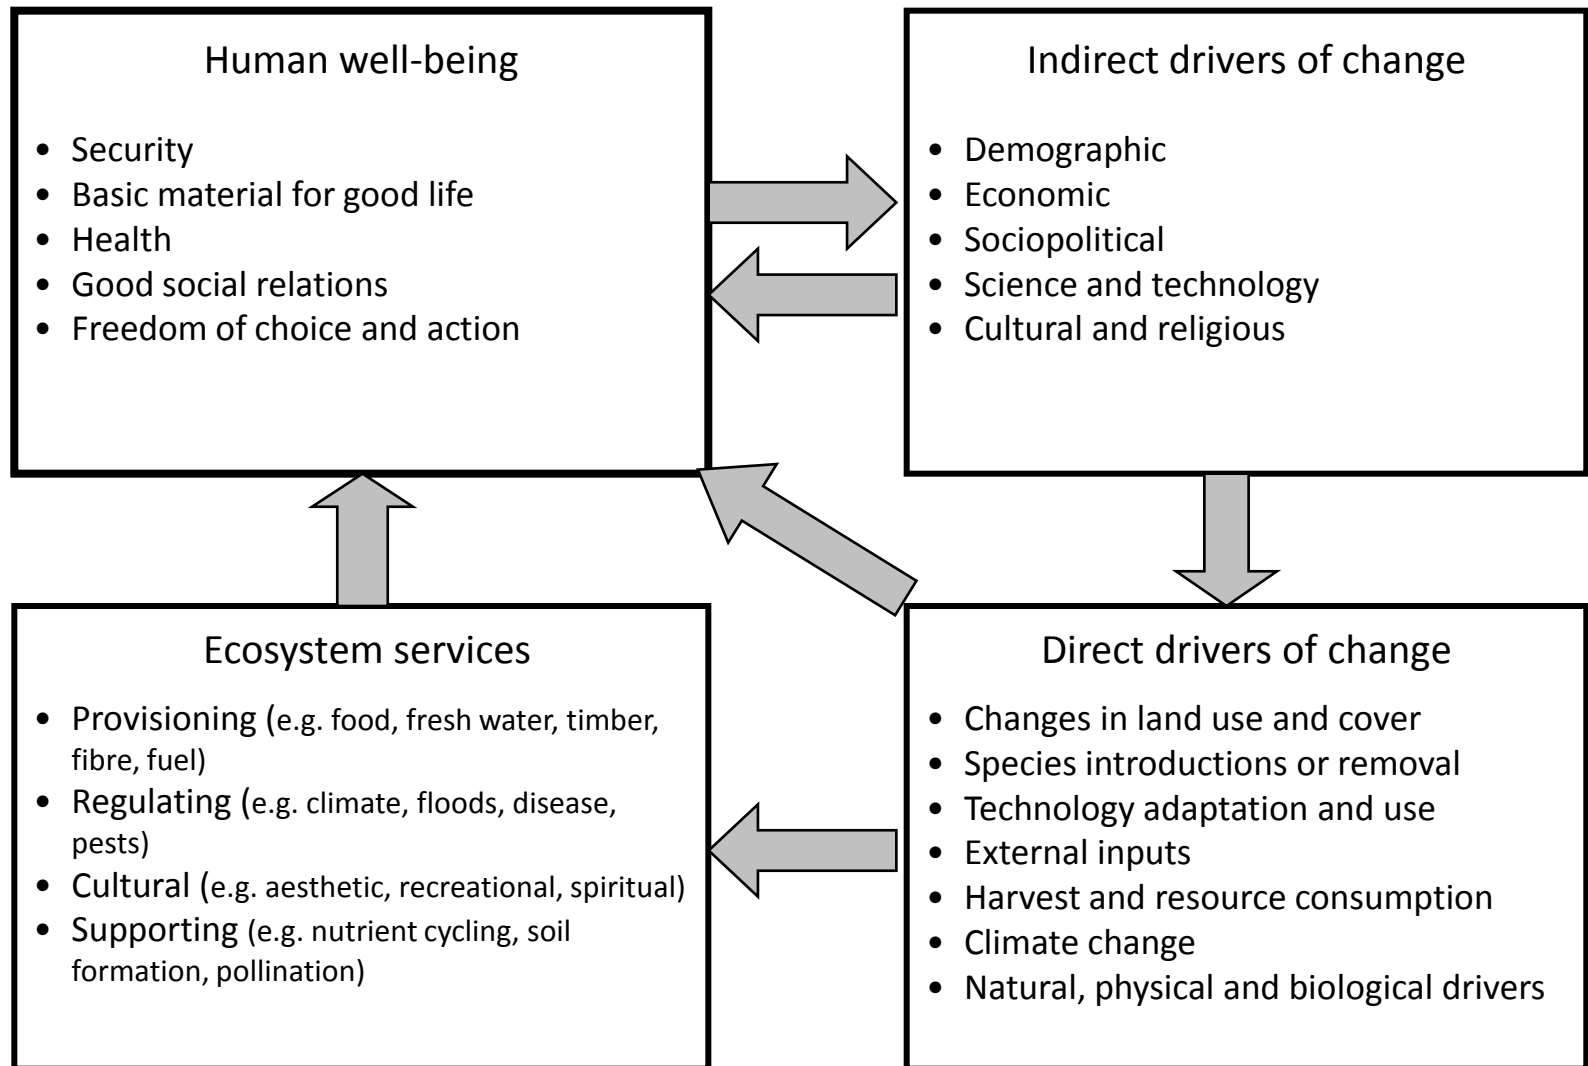 Human well-being
• Security
• Basic material for good life
• Health
• Good social relations
• Freedom of choice and action
Indirect drivers of change
• Demographic
• Economic
• Sociopolitical
• Science and technology
• Cultural and religious
Ecosystem services
• Provisioning (e.g. food, fresh water, timber,
fibre, fuel)
• Regulating (e.g. climate, floods, disease,
pests)
• Cultural (e.g. aesthetic, recreational, spiritual)
• Supporting (e.g. nutrient cycling, soil
formation, pollination)
Direct drivers of change
• Changes in land use and cover
• Species introductions or removal
• Technology adaptation and use
• External inputs
• Harvest and resource consumption
• Climate change
• Natural, physical and biological drivers